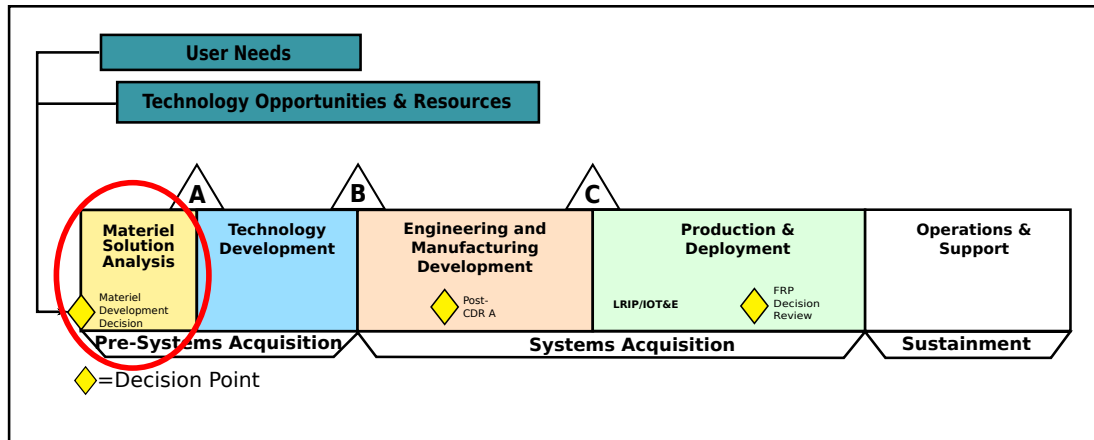 User Needs
Technology Opportunities & Resources
A
B
C
Materiel
Solution
Analysis
Technology
Development
Engineering and
Manufacturing
Development
Production &
Deployment
Operations &
Support
Materiel
Development
Decision
Post-
CDR A
LRIP/IOT&E
FRP
Decision
Review
Pre-Systems Acquisition
Systems Acquisition
Sustainment
=Decision Point